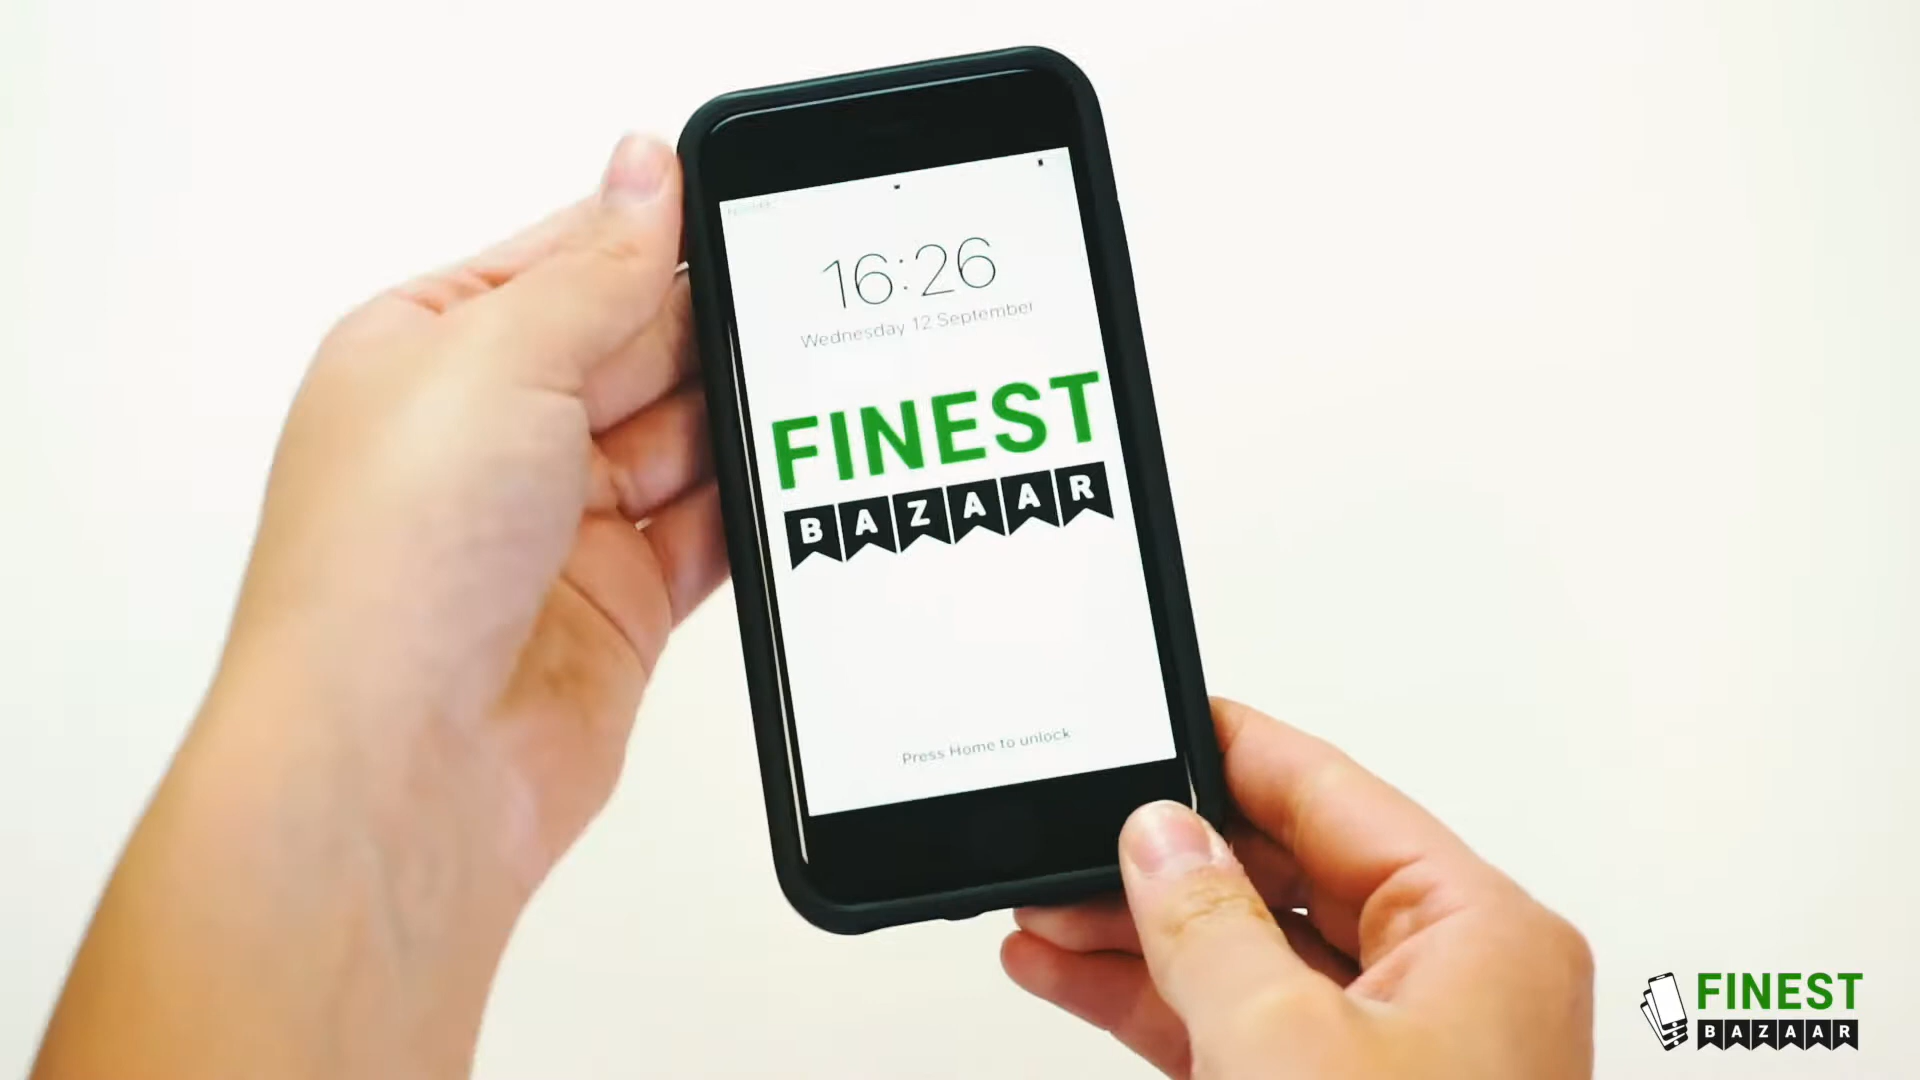 16:26
Wednesday 12 September
FINEST
BAZAAR
Press Home to unlock
FINEST
BAZAAR